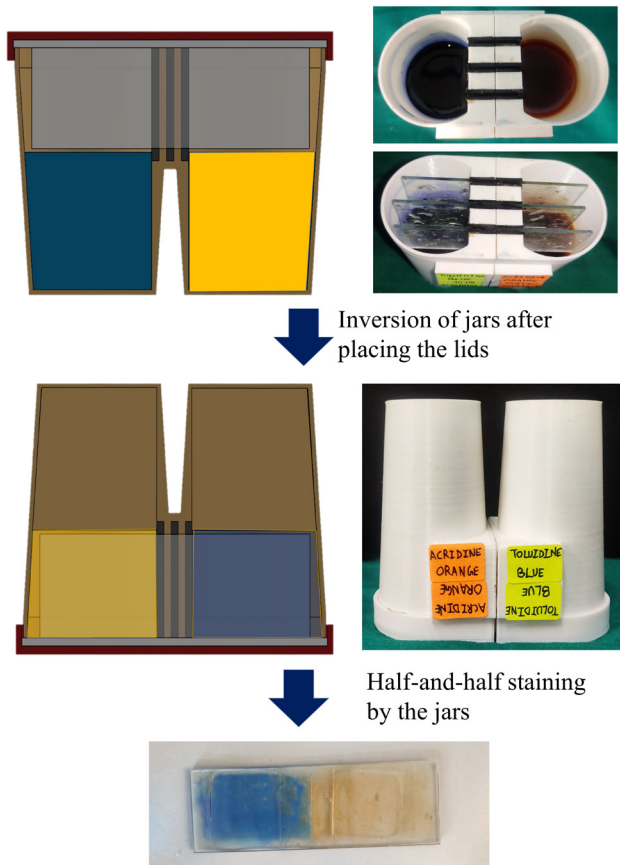 Inversion of jars after
placing the lids
ACRIDINE
ORANGE
ACRIDINE
ORANGE
TOLUIDINE
BLUE
TOLUIDINE
BLUE
Half-and-half staining
by the jars